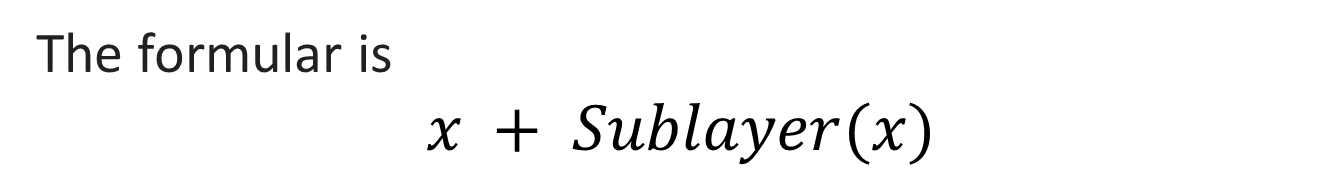 The formular is
x + Sublayer(x)